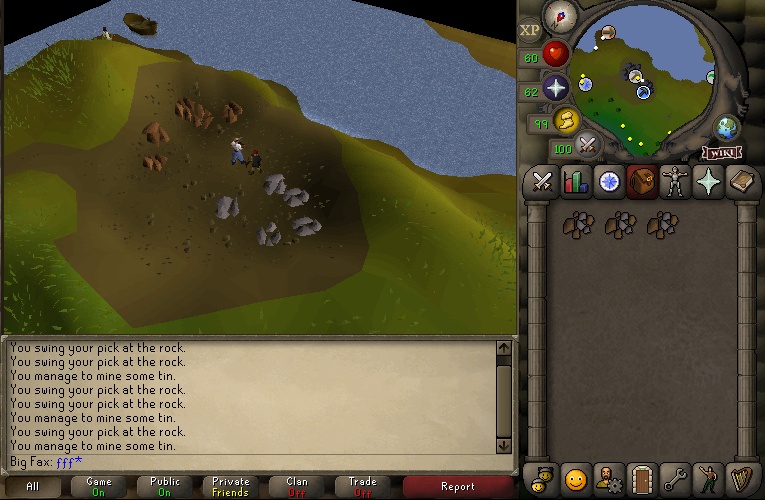 XP
60
62
99
100
WIKI
You swing your pick at the rock.
You swing your pick at the rock.
You manage to mine some tin.
You swing your pick at the rock.
You swing your pick at the rock.
You manage to mine some tin.
You swing your pick at the rock.
You manage to mine some tin.
Big Fax: fff*
All
Game
On
Public
On
Private
Friends
Clan
Off
Trade
Off
Report